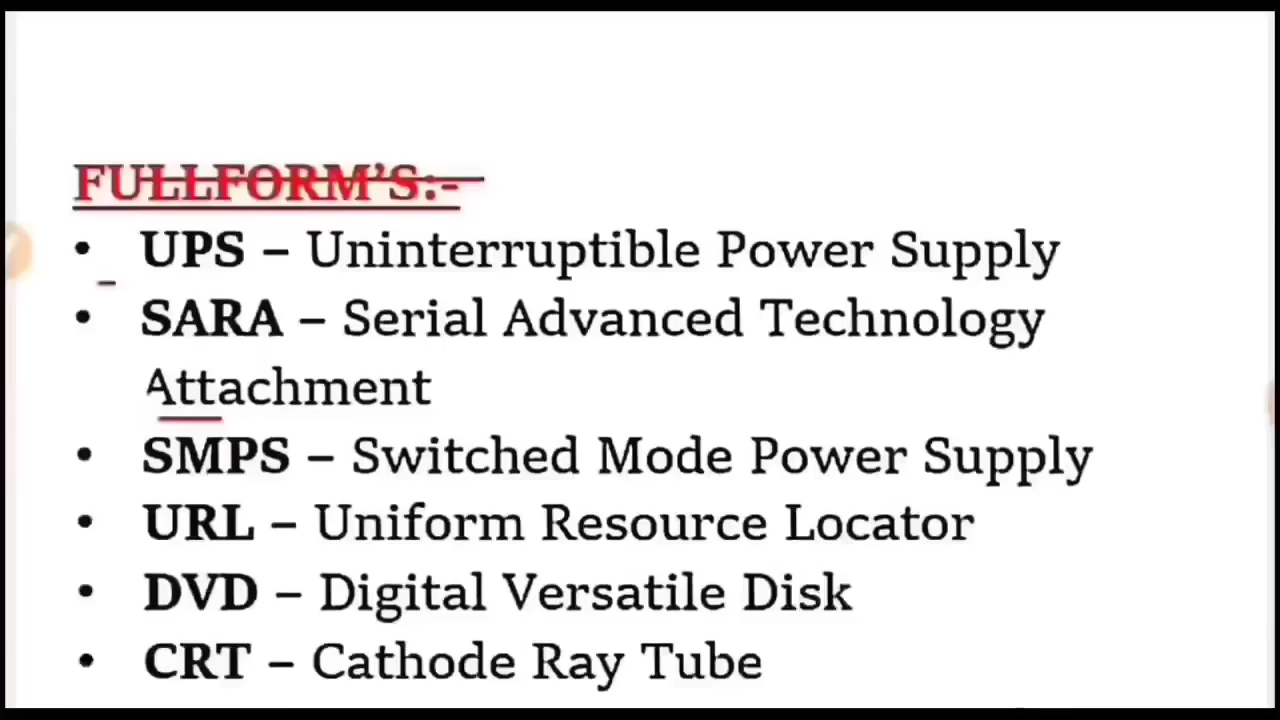 FULLFORM'S:-
• UPS – Uninterruptible Power Supply
• SARA – Serial Advanced Technology
Attachment
• SMPS – Switched Mode Power Supply
• URL – Uniform Resource Locator
• DVD – Digital Versatile Disk
• CRT – Cathode Ray Tube